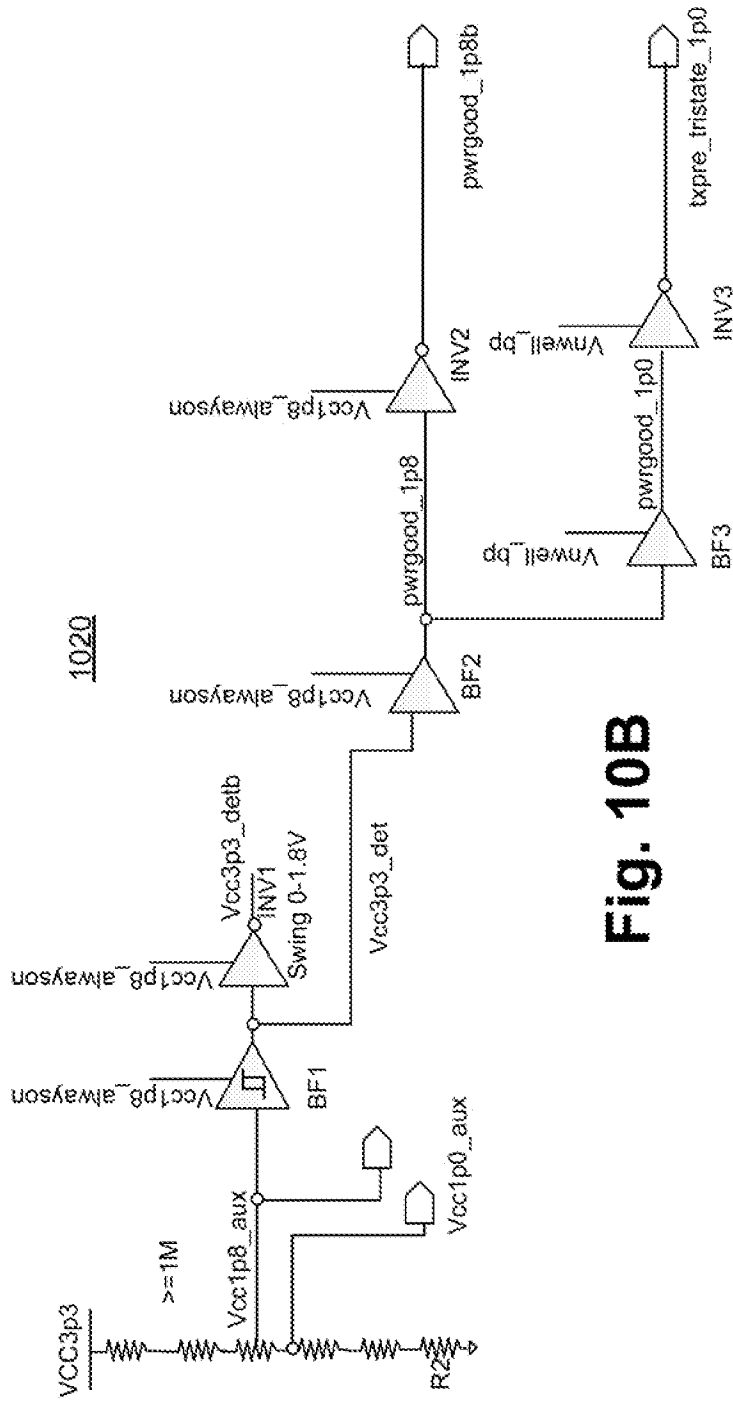 1020
VCC3p3
>=1M
Vcc1p8_aux
Vcc1p0_aux
R2
Vcc1p8_alwayson
BF1
Vcc1p8_alwayson
Vcc3p3_detb
INV1
Swing 0-1.8V
Vcc3p3_det
Vcc1p8_alwayson
BF2
pwrgood_1p8
Vcc1p8_alwayson
INV2
pwrgood_1p8b
Vnwell_bp
BF3
pwrgood_1p0
Vnwell_bp
INV3
txpre_tristate_1p0
Fig. 10B